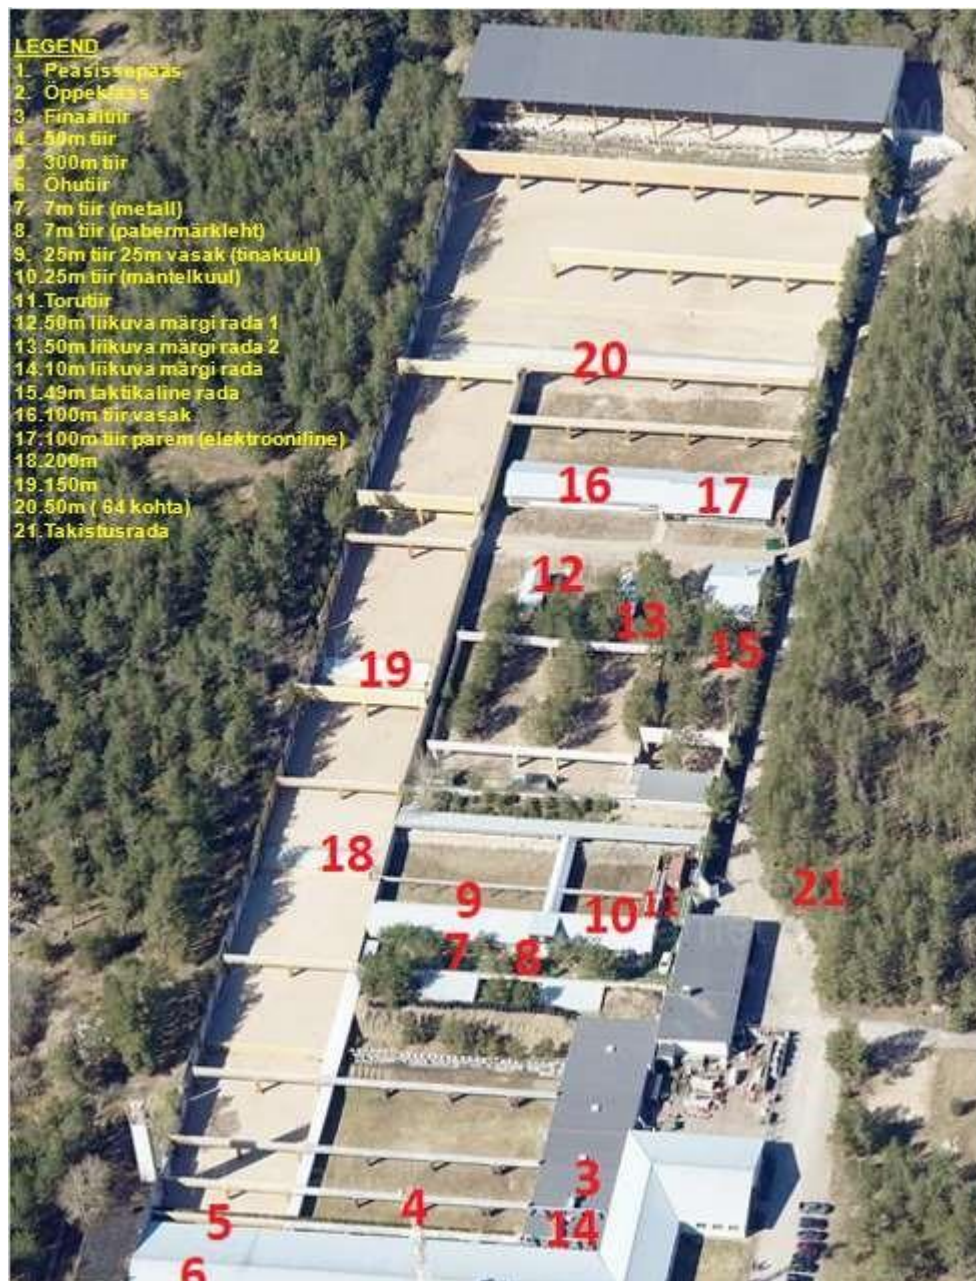 LEGEND
1. Peasissepääs
2. Õppeklass
3. Finaaltiir
4. 50m tiir
5. 300m tiir
6. Õhutiir
7. 7m tiir (metall)
8. 7m tiir (pabermärkleht)
9. 25m tiir 25m vasak (tinakuul)
10.25m tiir (mantelkuul)
11.Torutiir
12.50m liikuva märgi rada 1
13.50m liikuva märgi rada 2
14.10m liikuva märgi rada
15.49m taktikaline rada
16.100m tiir vasak
17.100m tiir parem (elektrooniline)
18.200m
19.150m
20.50m ( 64 kohta)
21.Takistusrada
20
16
17
12
13
15
19
18
21
9
10
11
7
8
3
4
14
5
6